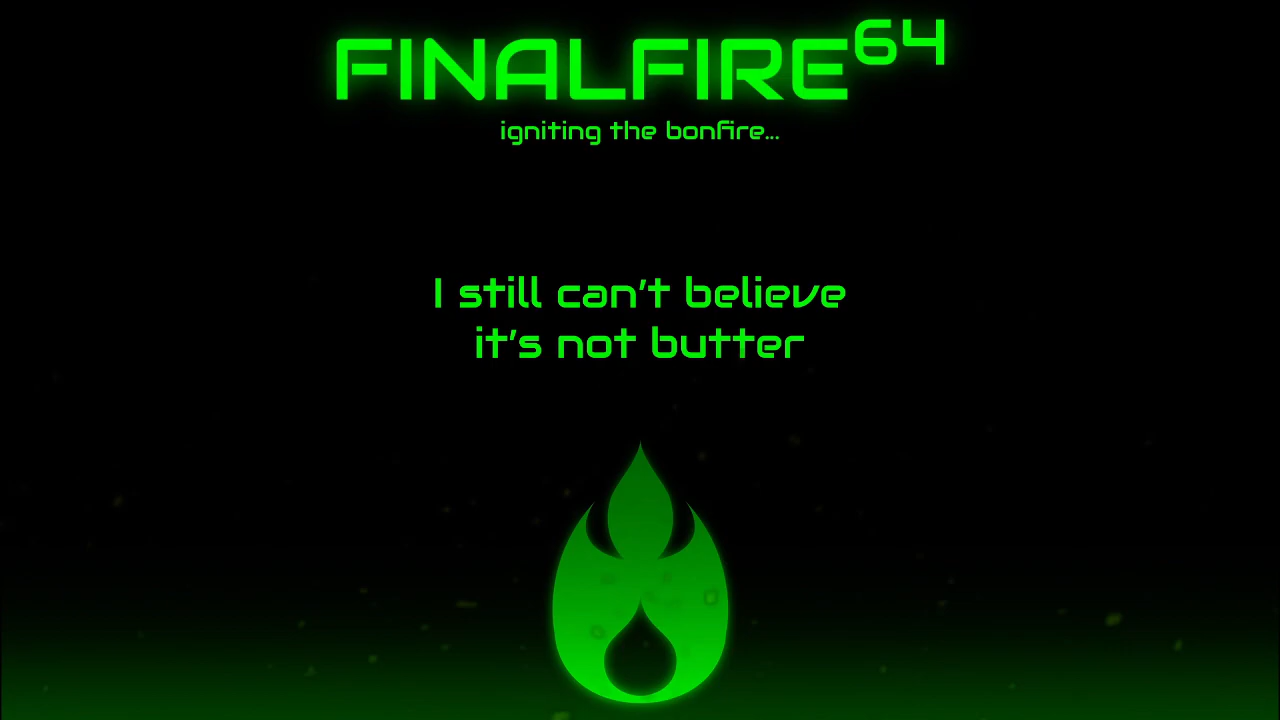 FINALFIRE64
igniting the bonfire...
I still can't believe
it's not butter